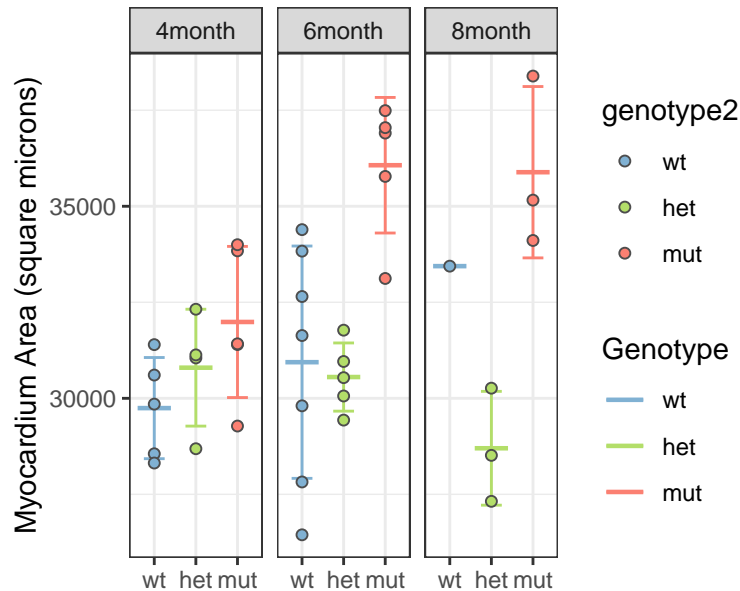 4month 6month 8month
Myocardium Area (square microns)
35000
30000
wt het mut wt het mut wt het mut
genotype2
wt
het
mut
Genotype
wt
het
mut